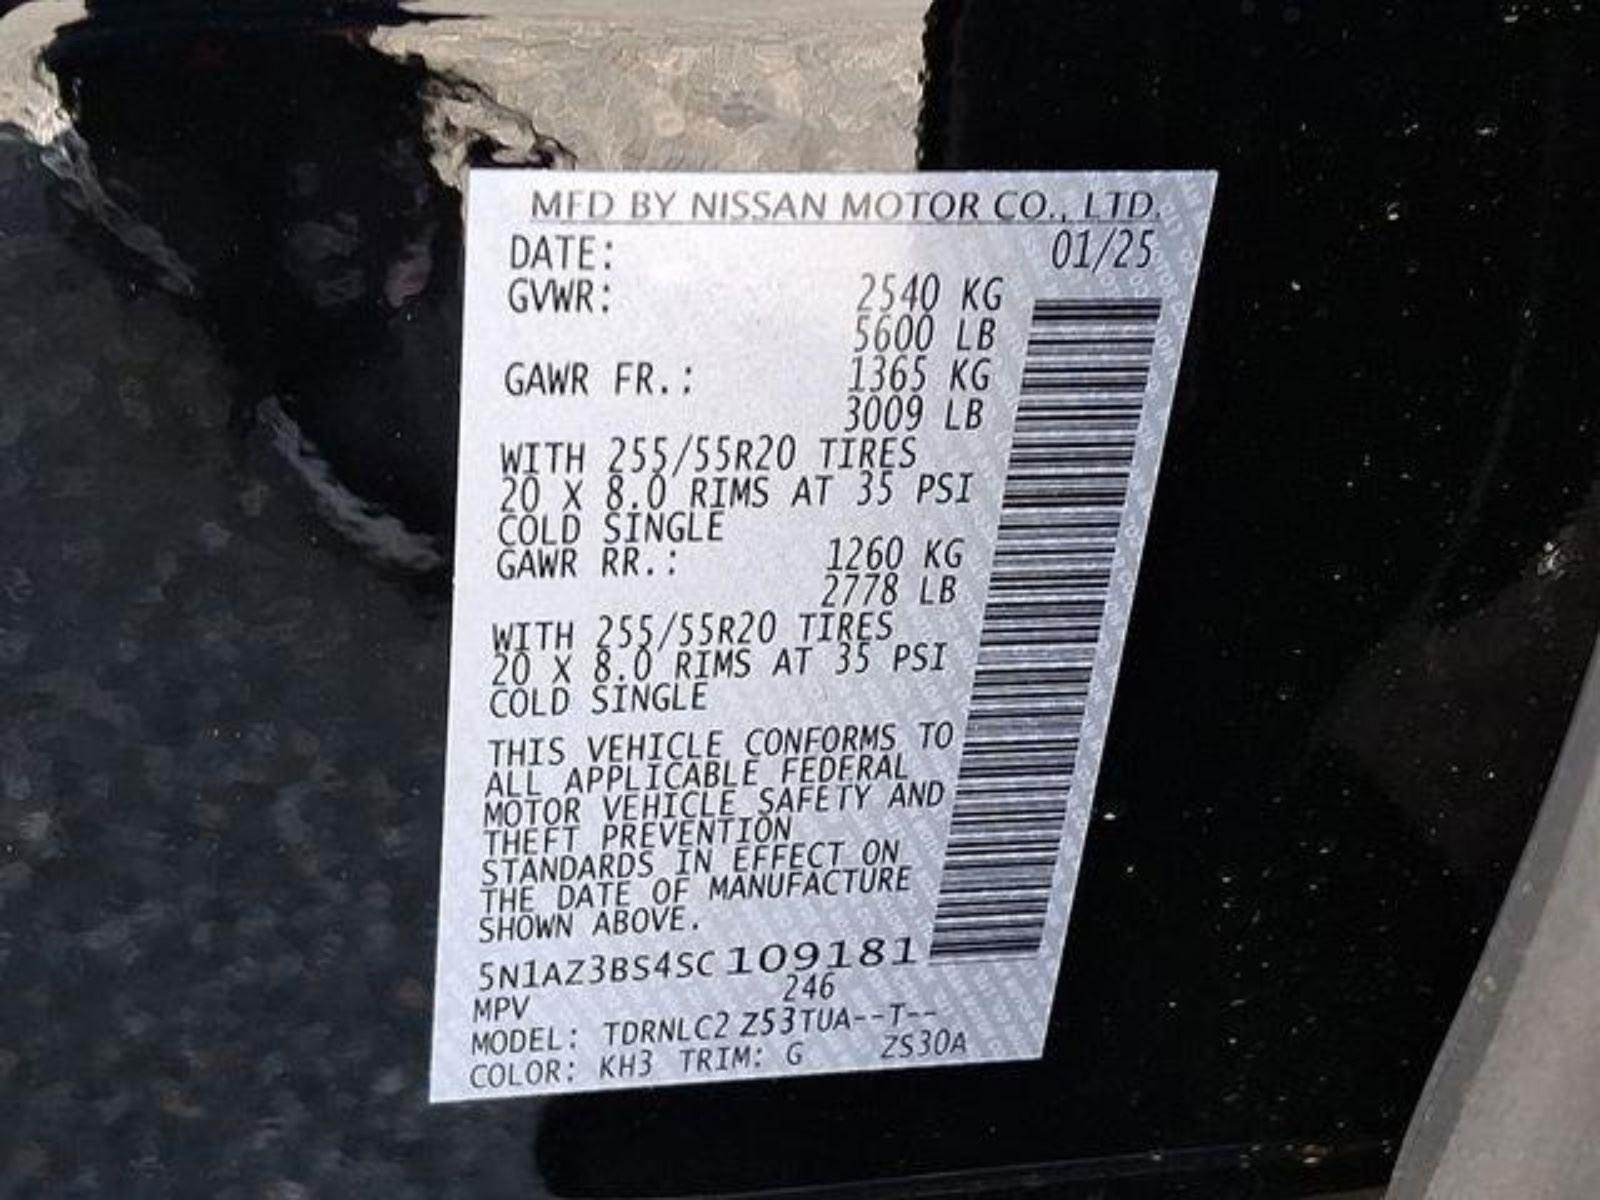 MFD BY NISSAN MOTOR CO., LTD.
DATE: 01/25
GVWR: 2540 KG
5600 LB
GAWR FR.: 1365 KG
3009 LB
WITH 255/55R20 TIRES
20 X 8.0 RIMS AT 35 PSI
COLD SINGLE
GAWR RR.: 1260 KG
2778 LB
WITH 255/55R20 TIRES
20 X 8.0 RIMS AT 35 PSI
COLD SINGLE
THIS VEHICLE CONFORMS TO
ALL APPLICABLE FEDERAL
MOTOR VEHICLE SAFETY AND
THEFT PREVENTION
STANDARDS IN EFFECT ON
THE DATE OF MANUFACTURE
SHOWN ABOVE.
5N1AZ3BS4SC109181
MPV 246
MODEL: TDRNLC2 Z53TUA--T--
COLOR: KH3 TRIM: G ZS30A